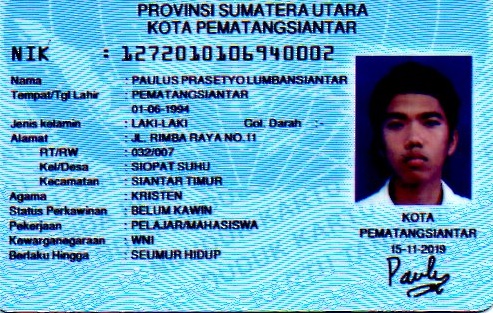 PROVINSI SUMATERA UTARA
KOTA PEMATANGSIANTAR
NIK : 1272010106940002
Nama : PAULUS PRASETYO LUMBANSIANTAR
Tempat/Tgl Lahir : PEMATANGSIANTAR
01-06-1994
Jenis kelamin : LAKI-LAKI Gol. Darah :-
Alamat : JL. RIMBA RAYA NO.11
RT/RW : 032/007
Kel/Desa : SIOPAT SUHU
Kecamatan : SIANTAR TIMUR
Agama : KRISTEN
Status Perkawinan : BELUM KAWIN
Pekerjaan : PELAJAR/MAHASISWA
Kewarganegaraan : WNI
Berlaku Hingga : SEUMUR HIDUP
KOTA
PEMATANGSIANTAR
15-11-2019
Pauly